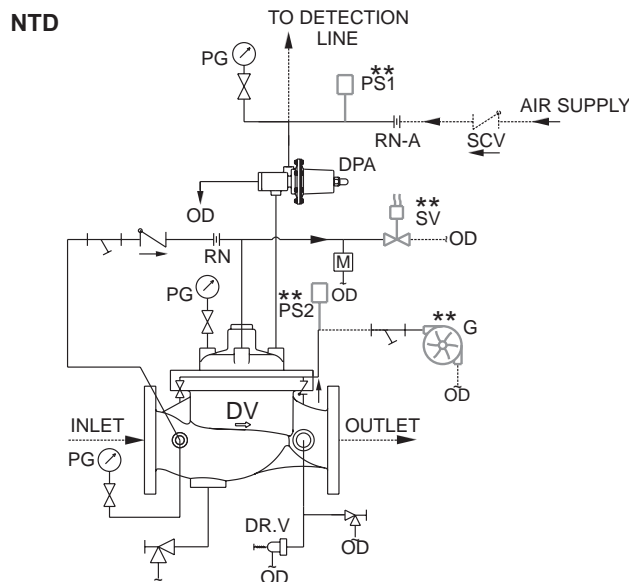 NTD
TO DETECTION
LINE
PG
**
PS1
AIR SUPPLY
RN-A
SCV
DPA
OD
**
SV
OD
RN
M
OD
PG
**
PS2
**
G
OD
DV
INLET
OUTLET
PG
DR.V
OD
OD